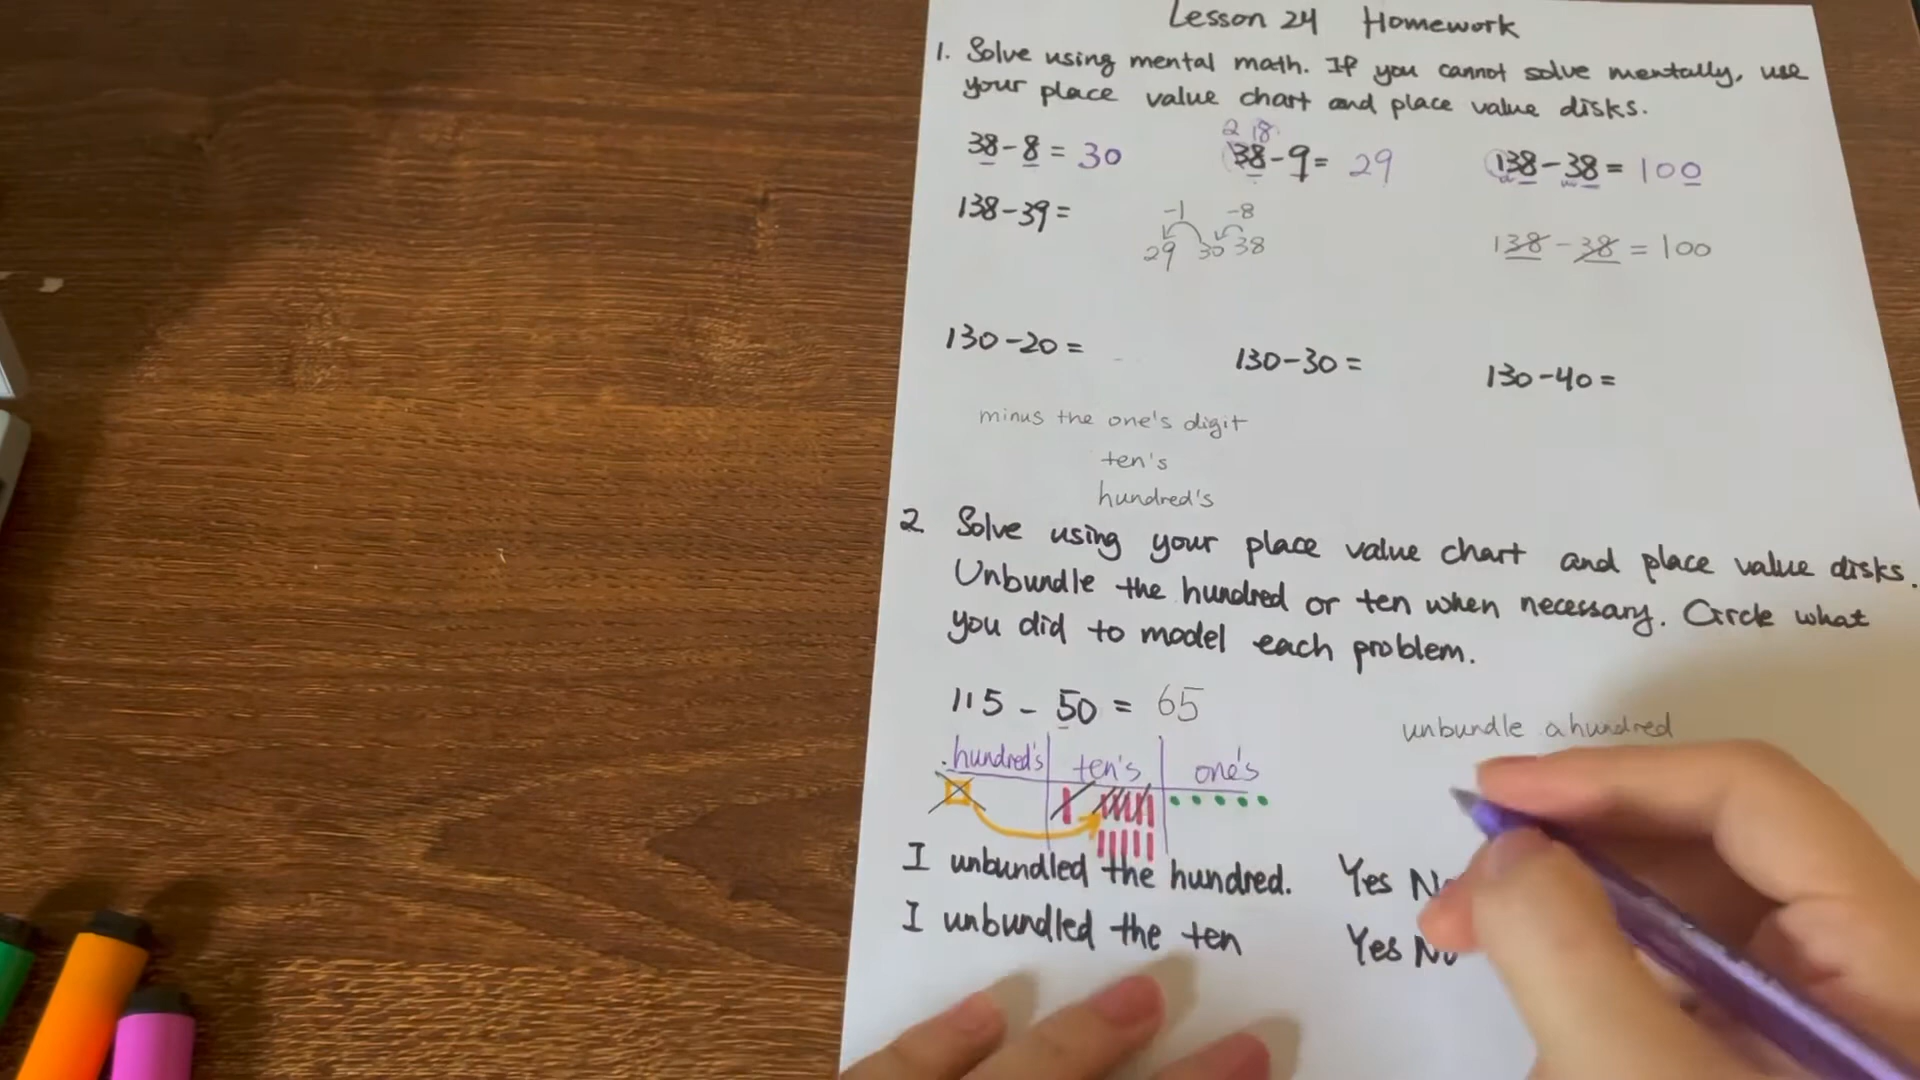 Lesson 24 Homework
1. Solve using mental math. If you cannot solve mentally, use
your place value chart and place value disks.
2 18
38-8 = 30 38-9= 29 138-38= 100
138-39=
-1 -8
29 30 38
138-38 = 100
130-20= 130-30= 130-40=
minus the one's digit
ten's
hundred's
2 Solve using your place value chart and place value disks.
Unbundle the hundred or ten when necessary. Circle what
you did to model each problem.
115 - 50 = 65
unbundle a hundred
hundred's ten's one's
I unbundled the hundred. Yes No
I unbundled the ten Yes No